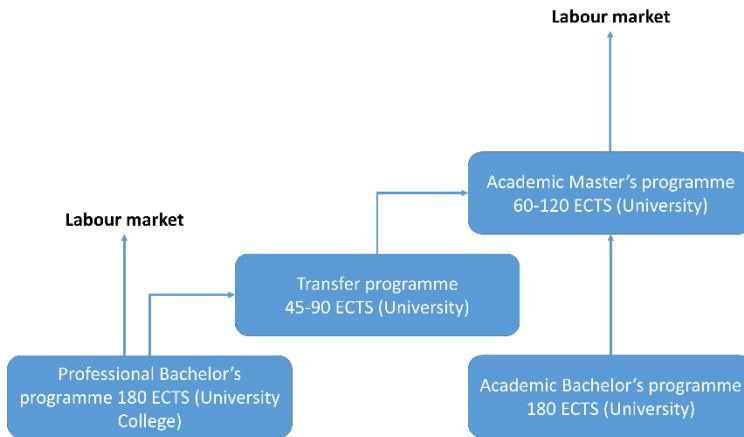 Labour market
Academic Master's programme
60-120 ECTS (University)
Labour market
Transfer programme
45-90 ECTS (University)
Professional Bachelor's
programme 180 ECTS (University
College)
Academic Bachelor's programme
180 ECTS (University)